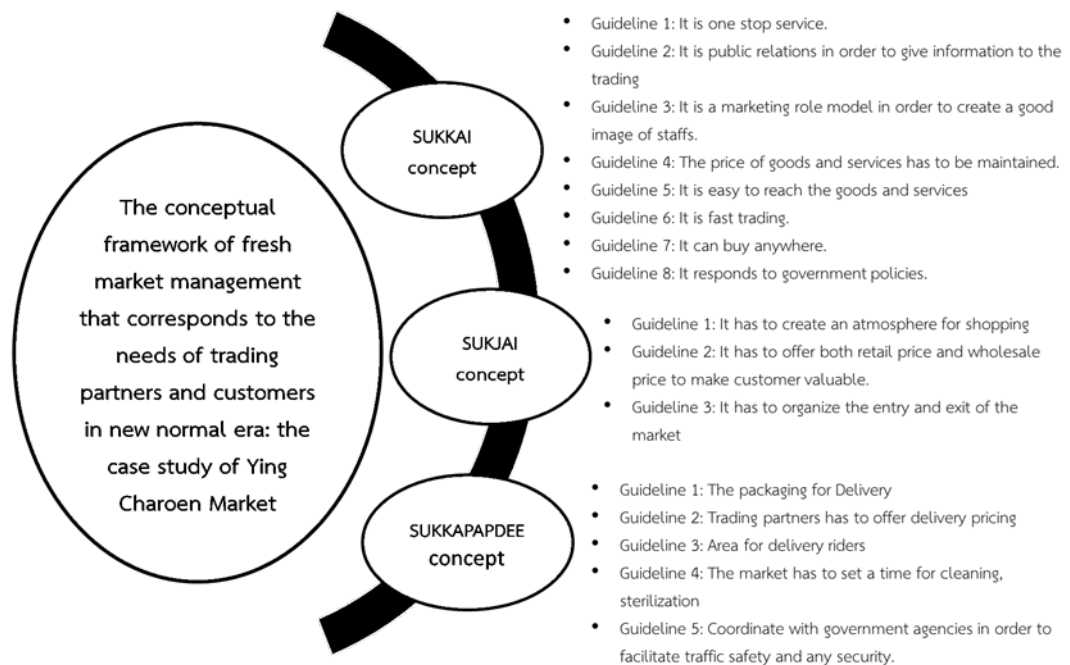 The conceptual
framework of fresh
market management
that corresponds to the
needs of trading
partners and customers
in new normal era: the
case study of Ying
Charoen Market
SUKKAI
concept
• Guideline 1: It is one stop service.
• Guideline 2: It is public relations in order to give information to the
trading
• Guideline 3: It is a marketing role model in order to create a good
image of staffs.
• Guideline 4: The price of goods and services has to be maintained.
• Guideline 5: It is easy to reach the goods and services
• Guideline 6: It is fast trading.
• Guideline 7: It can buy anywhere.
• Guideline 8: It responds to government policies.
SUKJAI
concept
• Guideline 1: It has to create an atmosphere for shopping
• Guideline 2: It has to offer both retail price and wholesale
price to make customer valuable.
• Guideline 3: It has to organize the entry and exit of the
market
SUKKAPAPDEE
concept
• Guideline 1: The packaging for Delivery
• Guideline 2: Trading partners has to offer delivery pricing
• Guideline 3: Area for delivery riders
• Guideline 4: The market has to set a time for cleaning,
sterilization
• Guideline 5: Coordinate with government agencies in order to
facilitate traffic safety and any security.